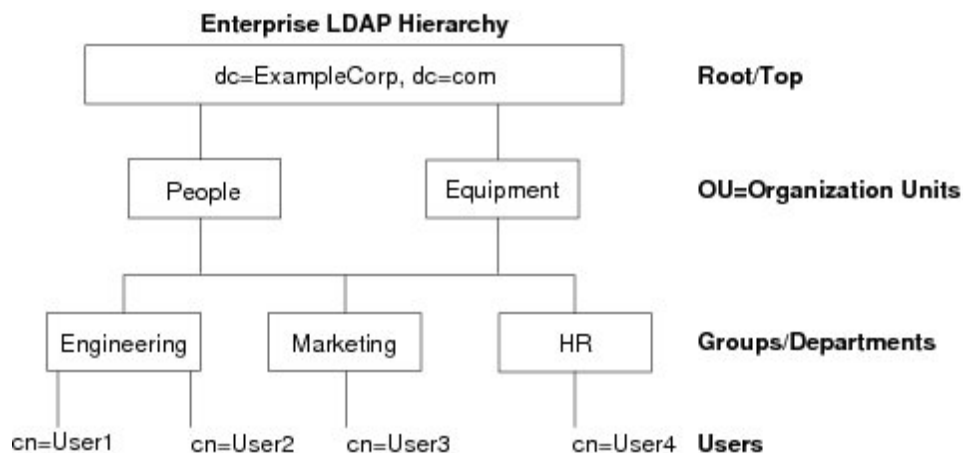 Enterprise LDAP Hierarchy
dc=ExampleCorp, dc=com
Root/Top
People
Equipment
OU=Organization Units
Engineering
Marketing
HR
Groups/Departments
cn=User1
cn=User2
cn=User3
cn=User4
Users